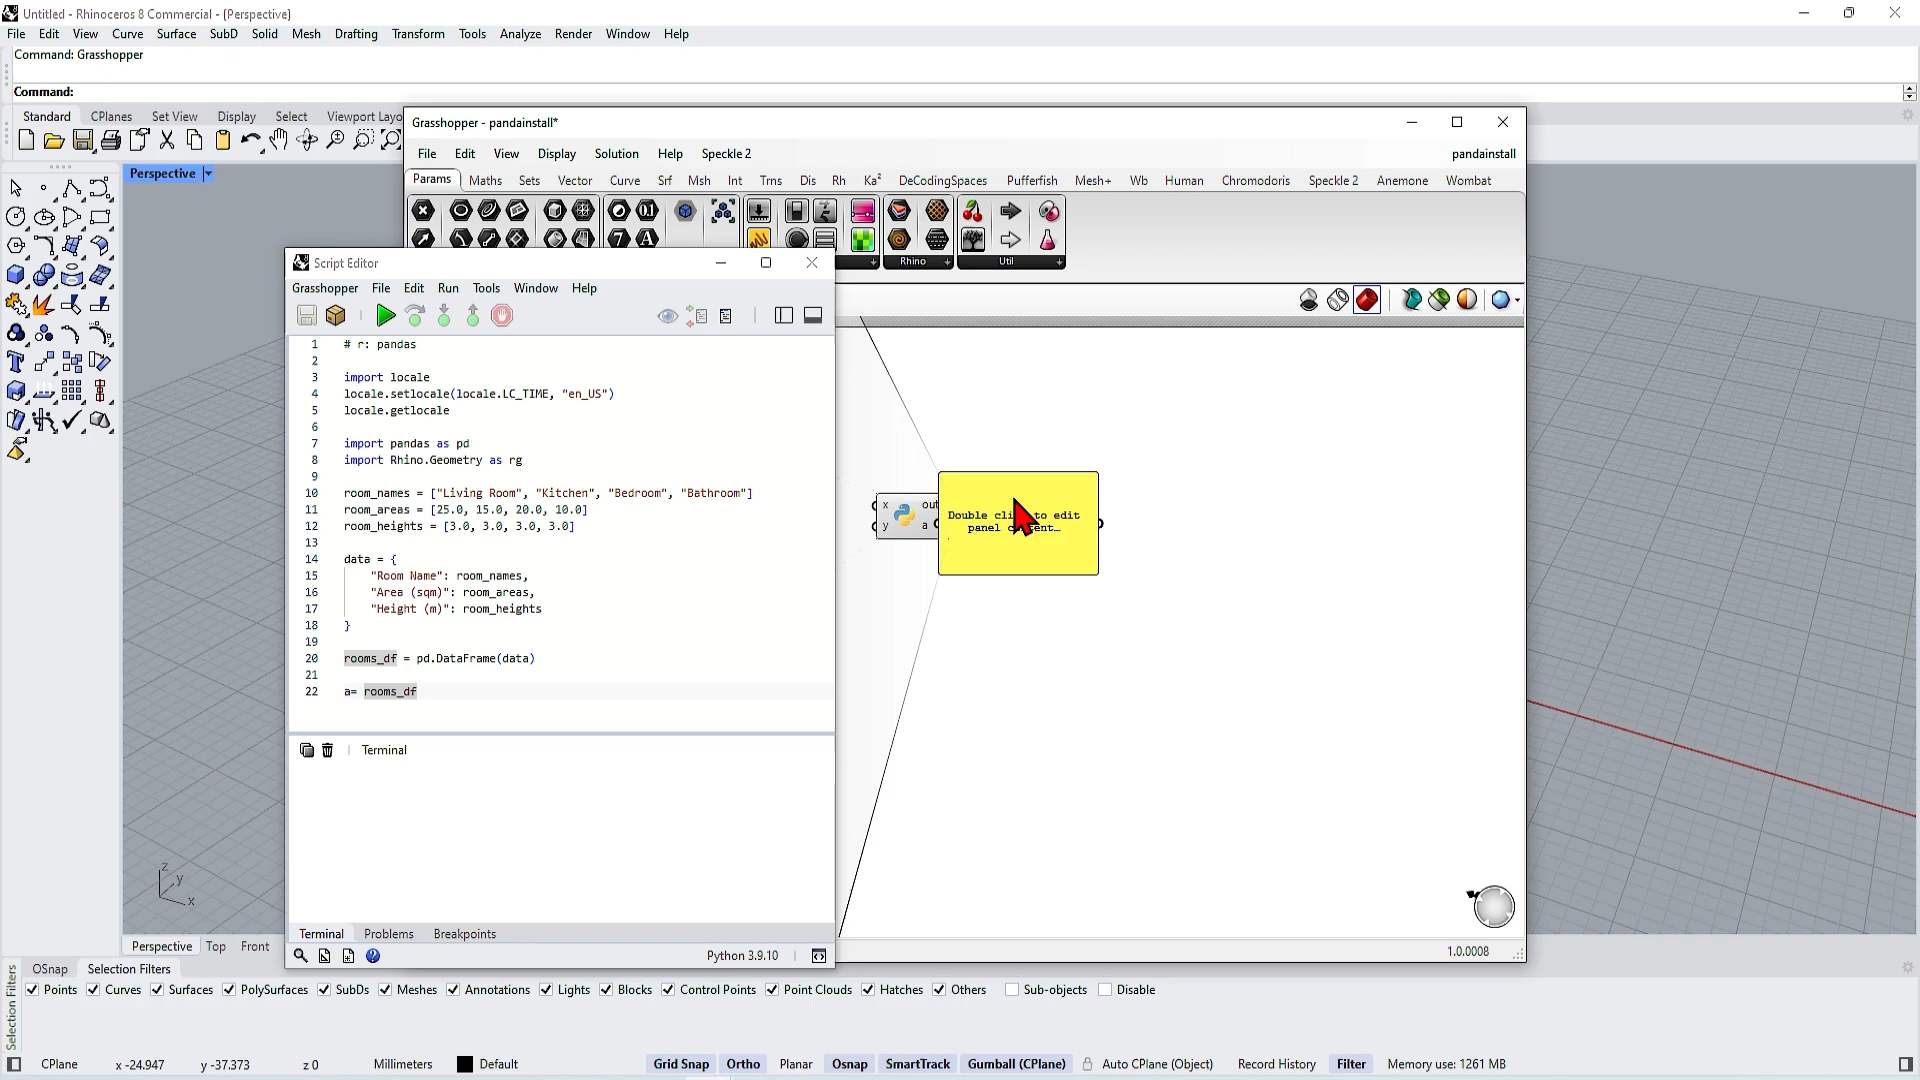 Untitled - Rhinoceros 8 Commercial - [Perspective]
File Edit View Curve Surface SubD Solid Mesh Drafting Transform Tools Analyze Render Window Help
Command: Grasshopper
Command:
Standard CPlanes Set View Display Select Viewport Layo
Grasshopper - pandainstall*
File Edit View Display Solution Help Speckle 2 pandainstall
Params Maths Sets Vector Curve Srf Msh Int Trns Dis Rh Ka² DeCodingSpaces Pufferfish Mesh+ Wb Human Chromodoris Speckle 2 Anemone Wombat
Rhino Util
Perspective
Script Editor
Grasshopper File Edit Run Tools Window Help
1 # r: pandas
2
3 import locale
4 locale.setlocale(locale.LC_TIME, "en_US")
5 locale.getlocale
6
7 import pandas as pd
8 import Rhino.Geometry as rg
9
10 room_names = ["Living Room", "Kitchen", "Bedroom", "Bathroom"]
11 room_areas = [25.0, 15.0, 20.0, 10.0]
12 room_heights = [3.0, 3.0, 3.0, 3.0]
13
14 data = {
15 "Room Name": room_names,
16 "Area (sqm)": room_areas,
17 "Height (m)": room_heights
18 }
19
20 rooms_df = pd.DataFrame(data)
21
22 a= rooms_df
Terminal
Terminal Problems Breakpoints
Python 3.9.10
x out
y a
Double cli to edit
panel c ent…
1.0.0008
z
y
x
Perspective Top Front
OSnap Selection Filters
Selection Filters
Points Curves Surfaces PolySurfaces SubDs Meshes Annotations Lights Blocks Control Points Point Clouds Hatches Others Sub-objects Disable
CPlane x -24.947 y -37.373 z 0 Millimeters Default Grid Snap Ortho Planar Osnap SmartTrack Gumball (CPlane) Auto CPlane (Object) Record History Filter Memory use: 1261 MB